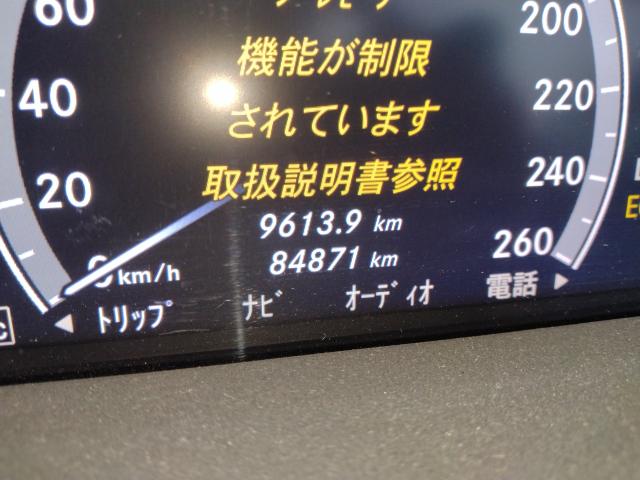 60
200
機能が制限
40
220
されています
20
240
取扱説明書参照
9613.9 km
260
84871 km
km/h
トリップ ナビ オーディオ 電話